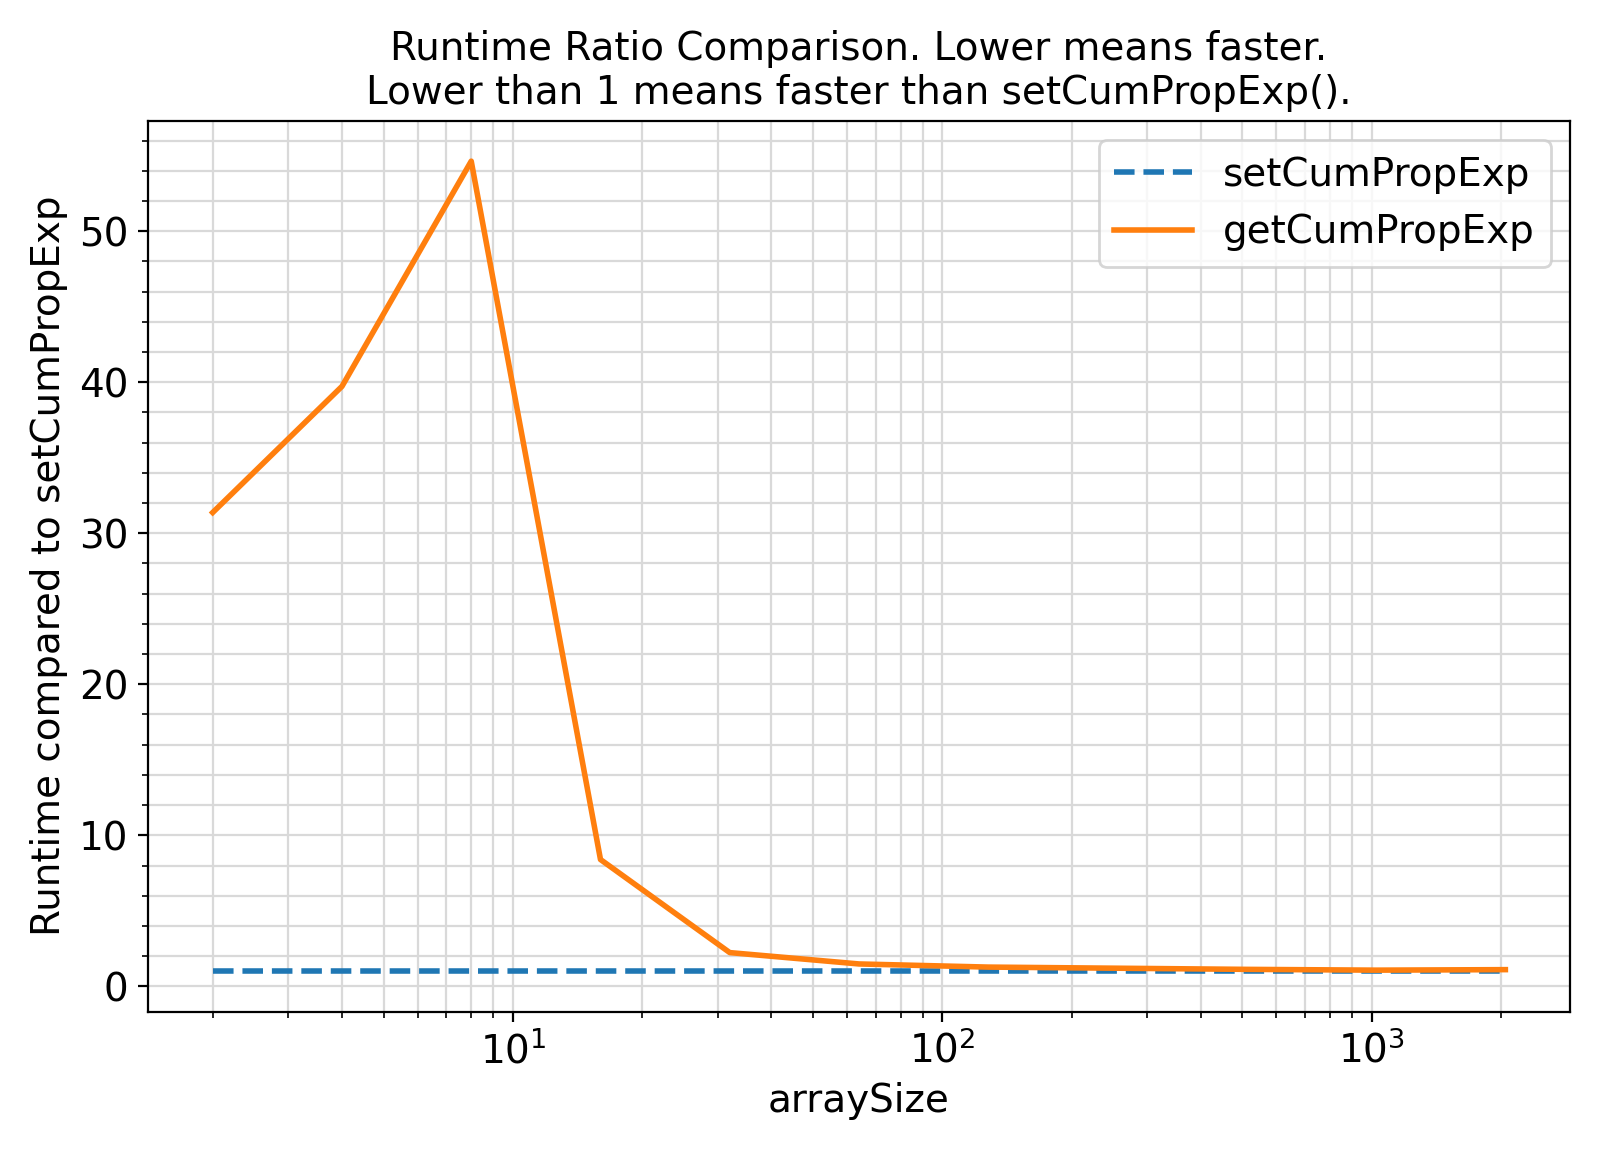 Runtime Ratio Comparison. Lower means faster.
Lower than 1 means faster than setCumPropExp().
Runtime compared to setCumPropExp
50
40
30
20
10
0
setCumPropExp
getCumPropExp
10¹
10²
10³
arraySize